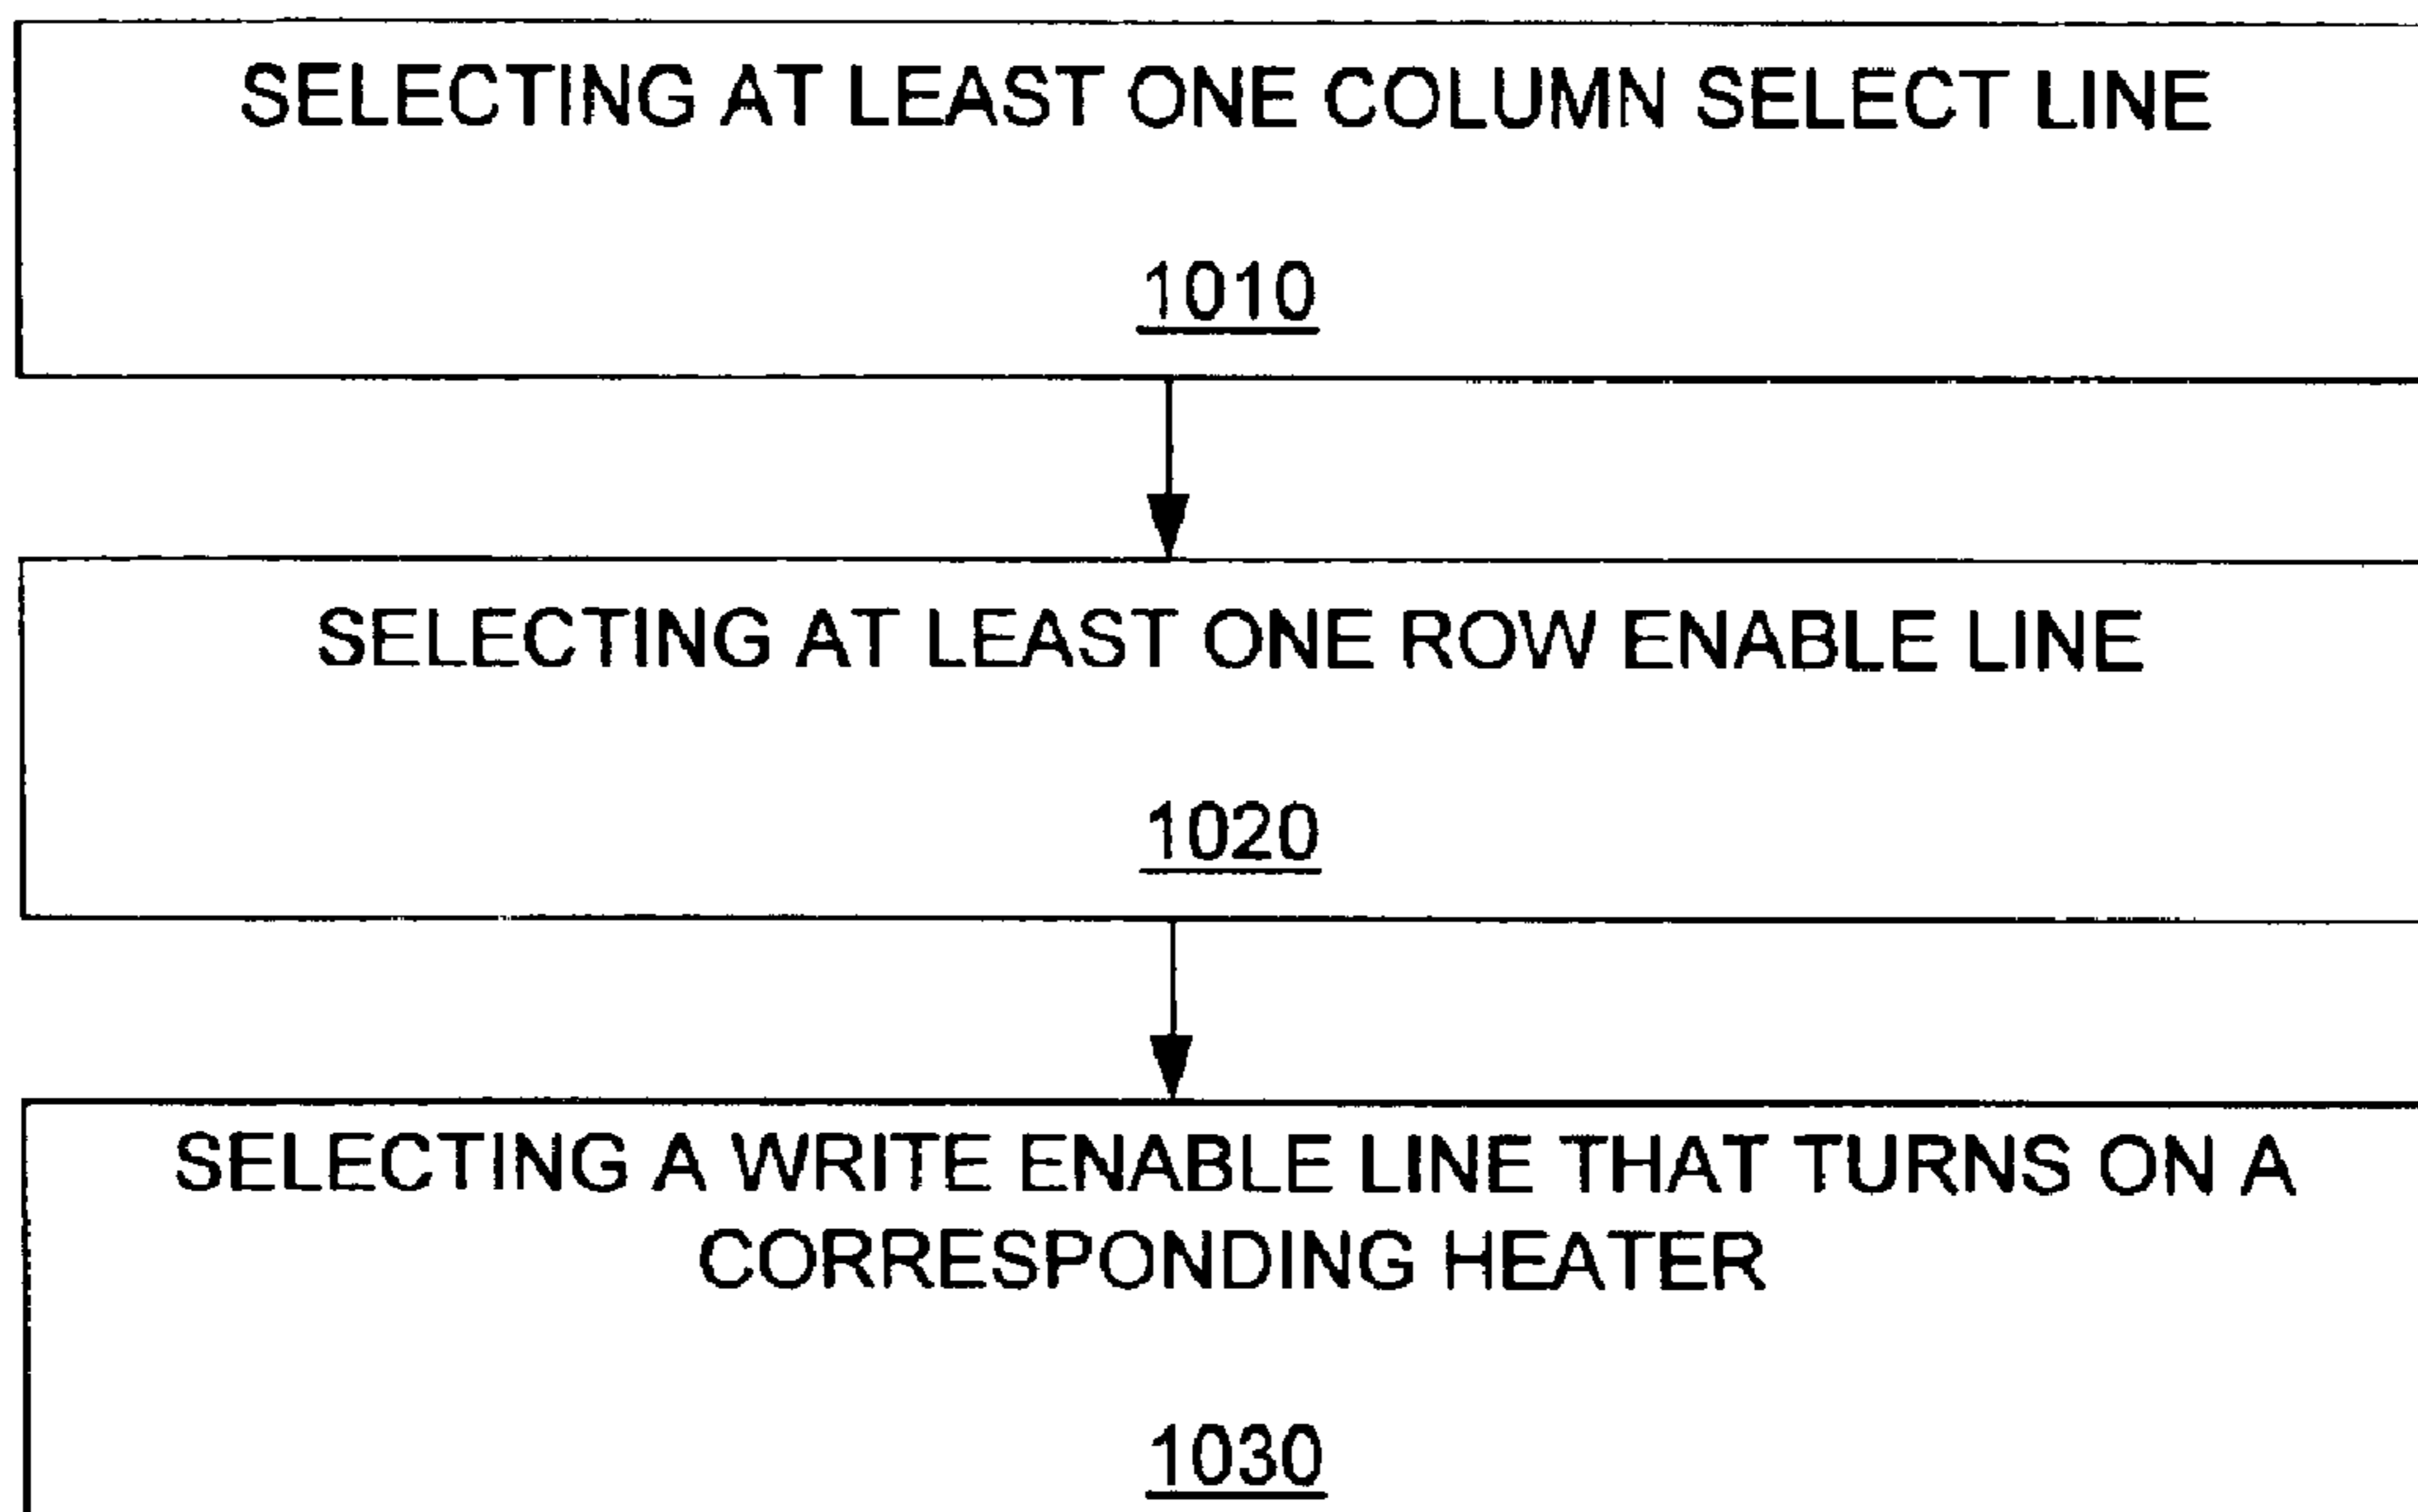 SELECTING AT LEAST ONE COLUMN SELECT LINE
1010
SELECTING AT LEAST ONE ROW ENABLE LINE
1020
SELECTING A WRITE ENABLE LINE THAT TURNS ON A
CORRESPONDING HEATER
1030